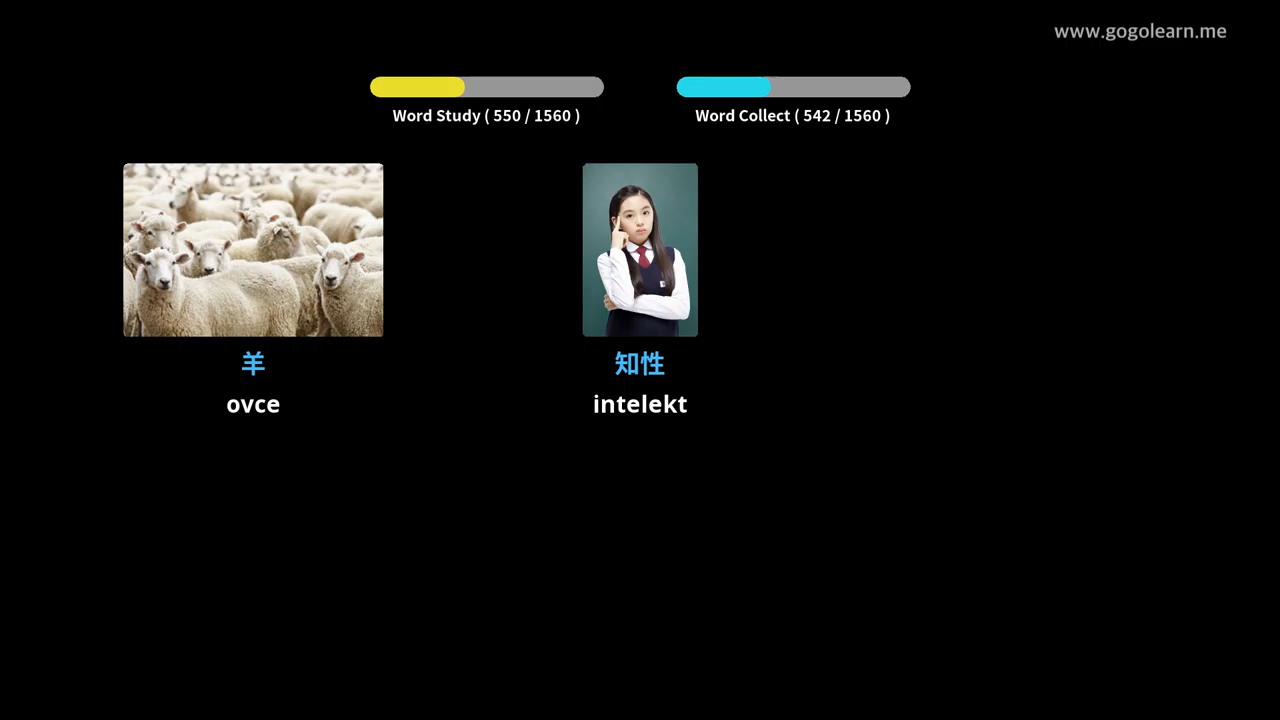 www.gogolearn.me
Word Study ( 550 / 1560 )
Word Collect ( 542 / 1560 )
羊
ovce
知性
intelekt